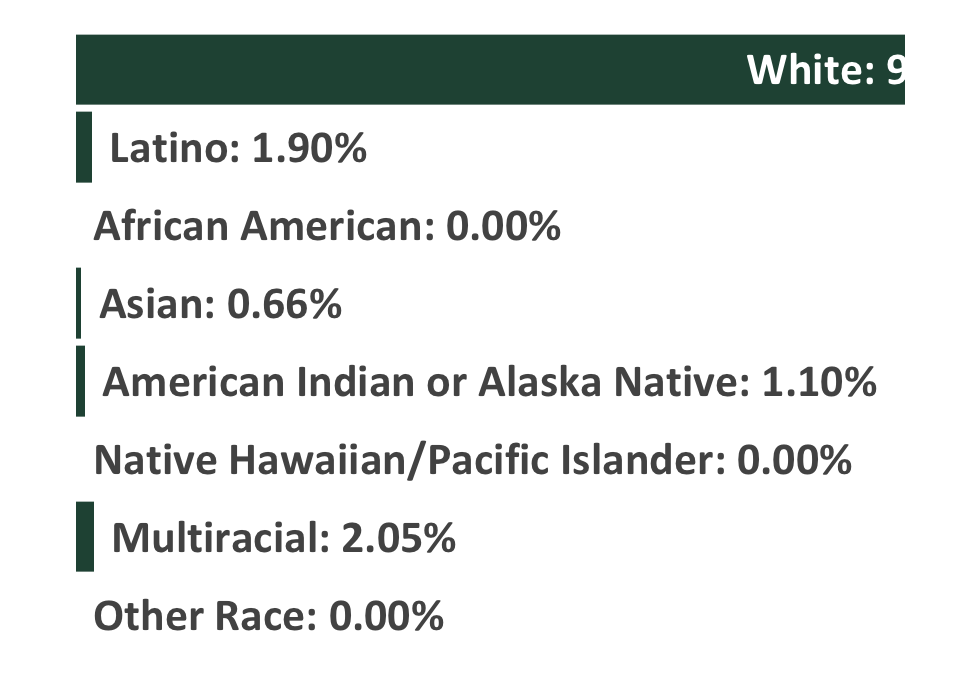 White: 9
Latino: 1.90%
African American: 0.00%
Asian: 0.66%
American Indian or Alaska Native: 1.10%
Native Hawaiian/Pacific Islander: 0.00%
Multiracial: 2.05%
Other Race: 0.00%